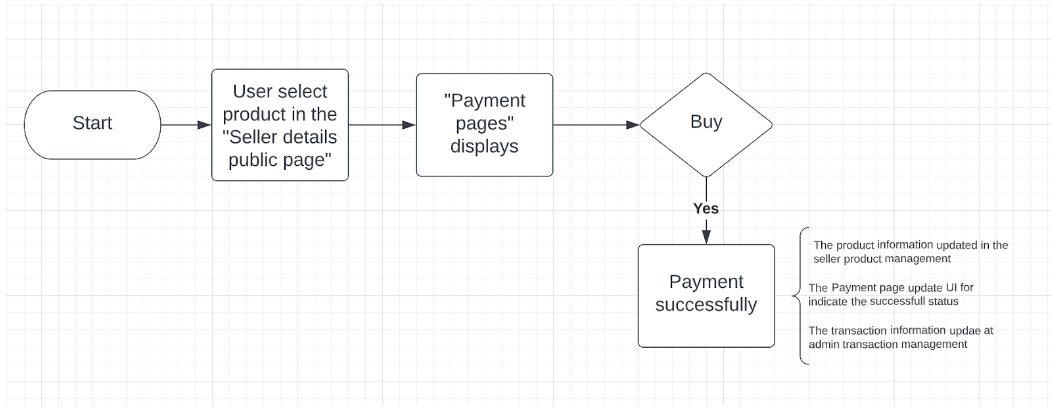 Start
User select
product in the
"Seller details
public page"
"Payment
pages"
displays
Buy
Yes
Payment
successfully
The product information updated in the
seller product management
The Payment page update UI for
indicate the successfull status
The transaction information updae at
admin transaction management